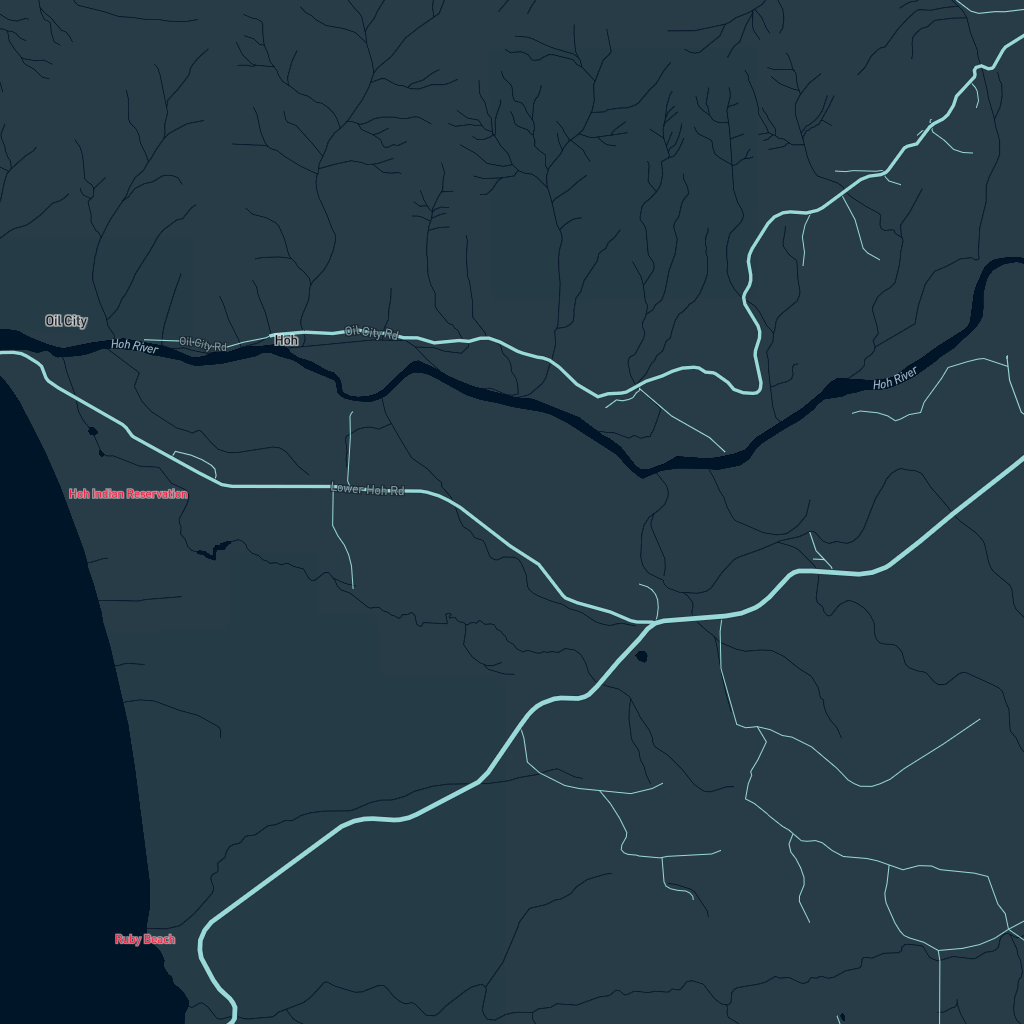 Oil City
Oil City Rd
Hoh River
Oil City Rd
Hoh
Hoh River
Lower Hoh Rd
Hoh Indian Reservation
Ruby Beach